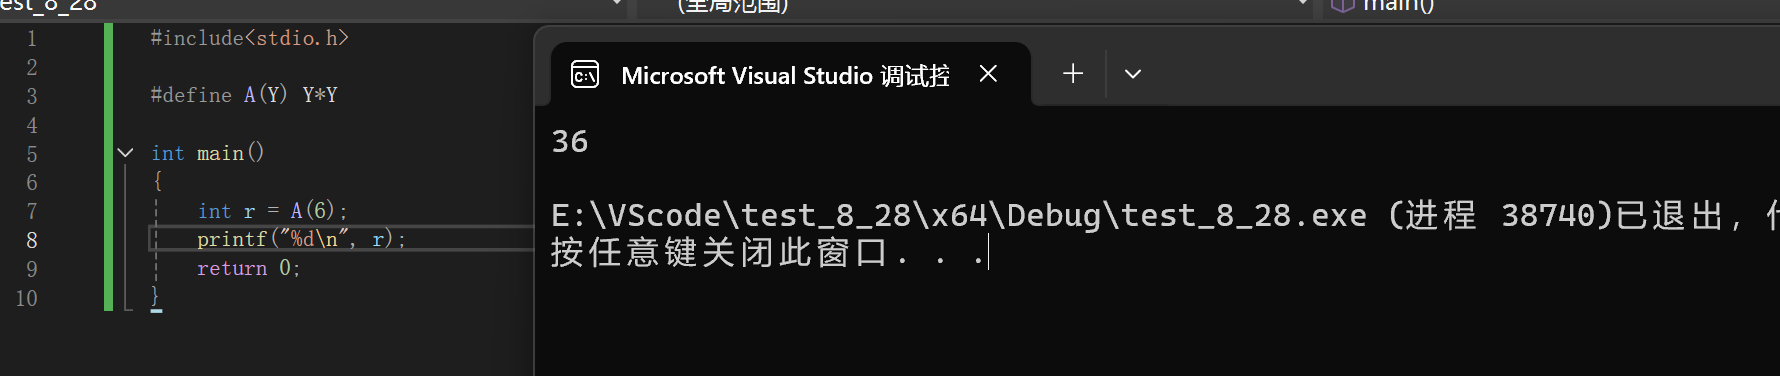 est_8_28
(全局范围)
main()
1 #include<stdio.h>
2
3 #define A(Y) Y*Y
4
5 int main()
6 {
7 int r = A(6);
8 printf("%d\n", r);
9 return 0;
10 }
Microsoft Visual Studio 调试控
36
E:\VScode\test_8_28\x64\Debug\test_8_28.exe (进程 38740)已退出,
按任意键关闭此窗口. . .